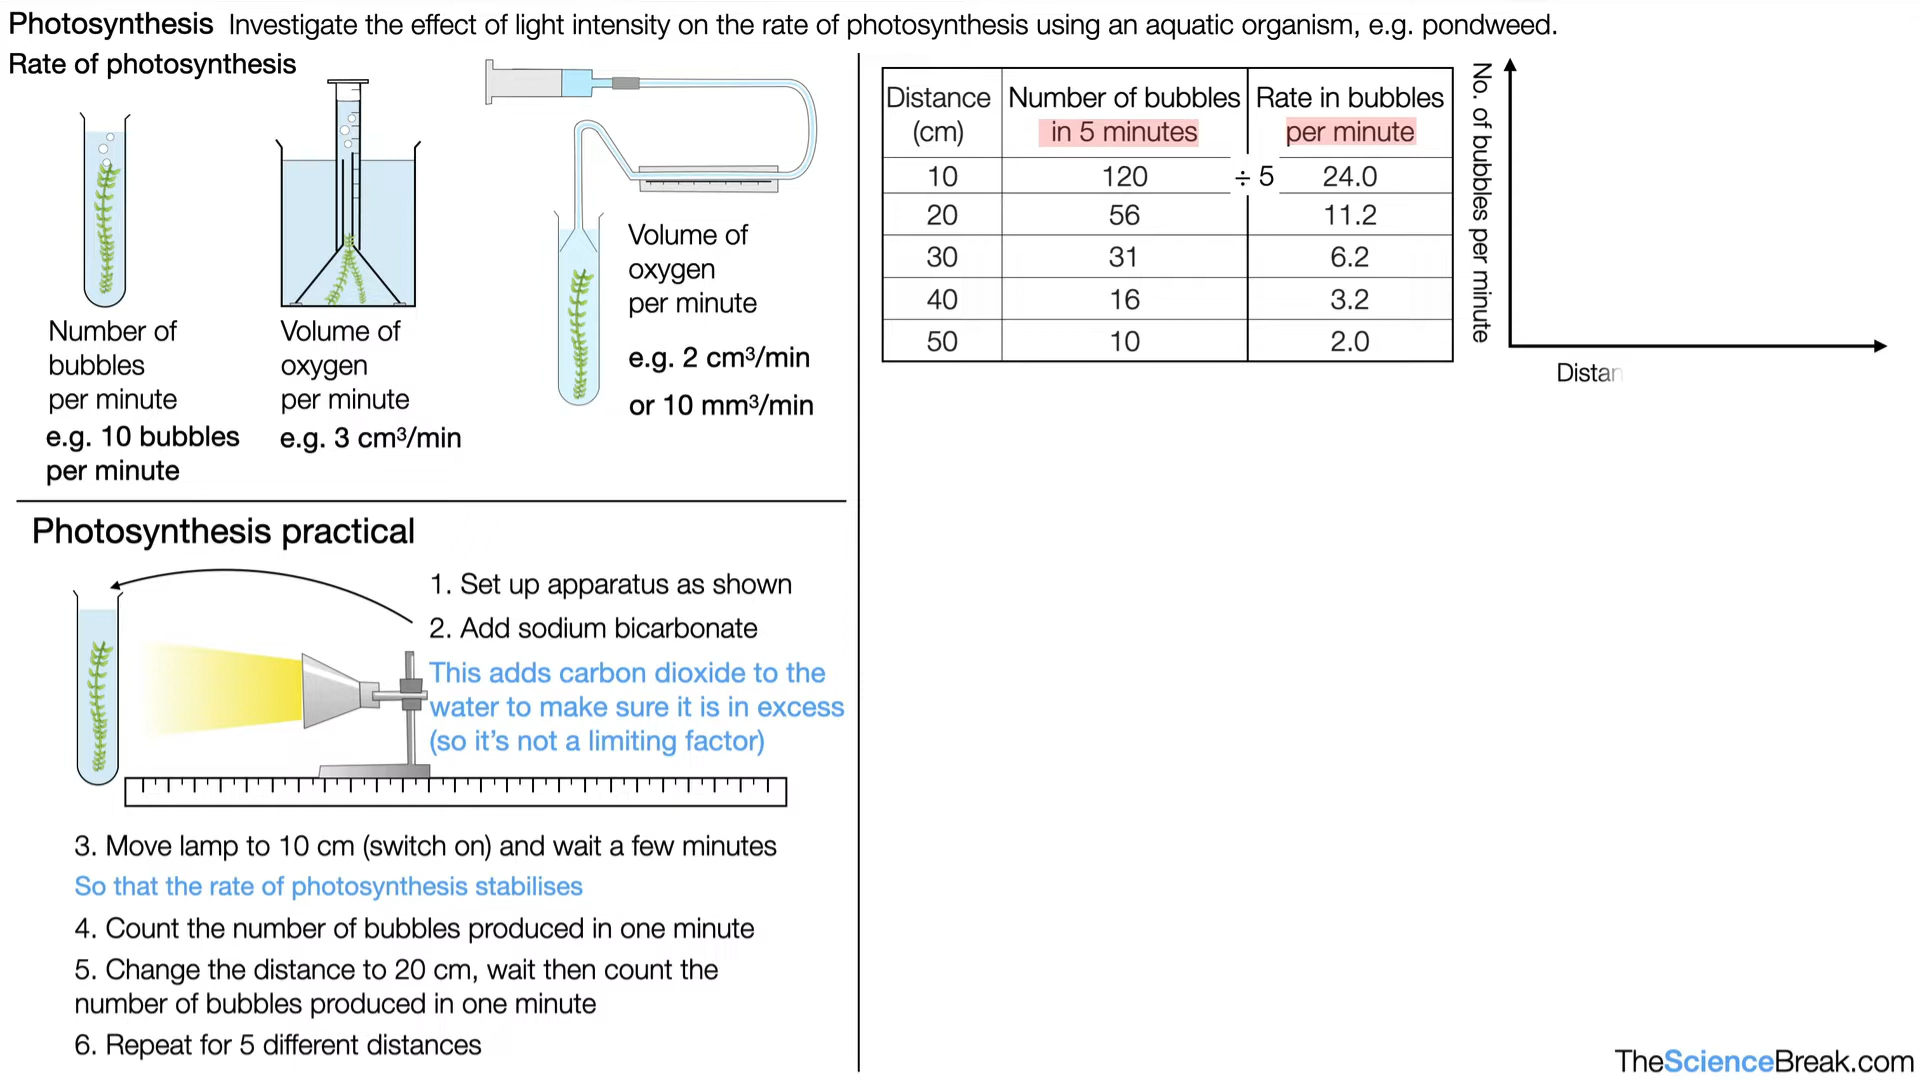 Photosynthesis Investigate the effect of light intensity on the rate of photosynthesis using an aquatic organism, e.g. pondweed.
Rate of photosynthesis
Number of
bubbles
per minute
e.g. 10 bubbles
per minute
Volume of
oxygen
per minute
e.g. 3 cm³/min
Volume of
oxygen
per minute
e.g. 2 cm³/min
or 10 mm³/min
Photosynthesis practical
1. Set up apparatus as shown
2. Add sodium bicarbonate
This adds carbon dioxide to the
water to make sure it is in excess
(so it's not a limiting factor)
3. Move lamp to 10 cm (switch on) and wait a few minutes
So that the rate of photosynthesis stabilises
4. Count the number of bubbles produced in one minute
5. Change the distance to 20 cm, wait then count the
number of bubbles produced in one minute
6. Repeat for 5 different distances
Distance Number of bubbles Rate in bubbles
(cm) in 5 minutes per minute
10 120 ÷ 5 24.0
20 56 11.2
30 31 6.2
40 16 3.2
50 10 2.0
No. of bubbles per minute
Distan
TheScienceBreak.com